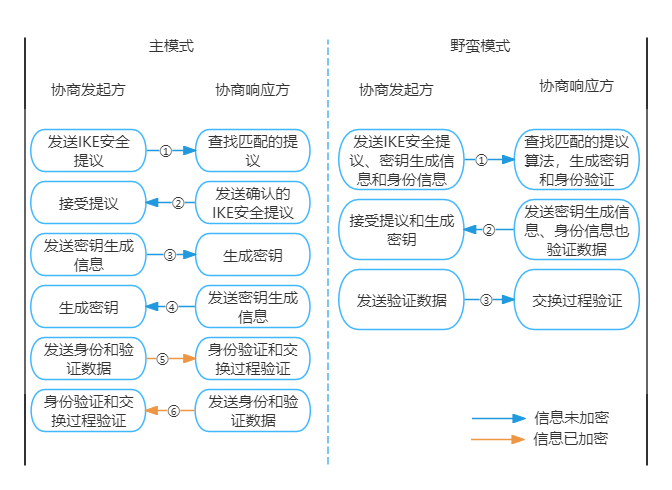 主模式
协商发起方
协商响应方
发送IKE安全
提议
①
查找匹配的提
议
接受提议
②
发送确认的
IKE安全提议
发送密钥生成
信息
③
生成密钥
生成密钥
④
发送密钥生成
信息
发送身份和验
证数据
⑤
身份验证和交
换过程验证
身份验证和交
换过程验证
⑥
发送身份和验
证数据
野蛮模式
协商发起方
协商响应方
发送IKE安全提
议、密钥生成信
息和身份信息
①
查找匹配的提议
算法，生成密钥
和身份验证
接受提议和生成
密钥
②
发送密钥生成信
息、身份信息也
验证数据
发送验证数据
③
交换过程验证
信息未加密
信息已加密